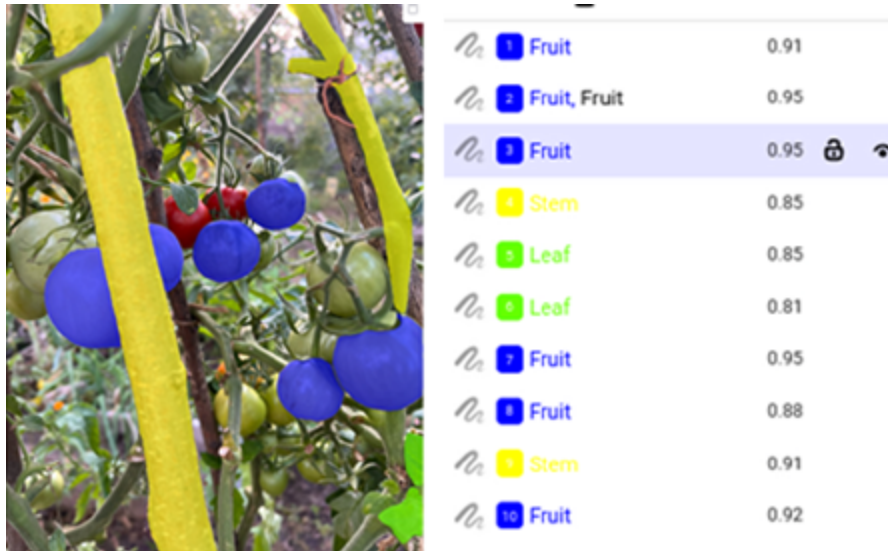 1 Fruit 0.91
2 Fruit, Fruit 0.95
3 Fruit 0.95
4 Stem 0.85
5 Leaf 0.85
6 Leaf 0.81
7 Fruit 0.95
8 Fruit 0.88
9 Stem 0.91
10 Fruit 0.92